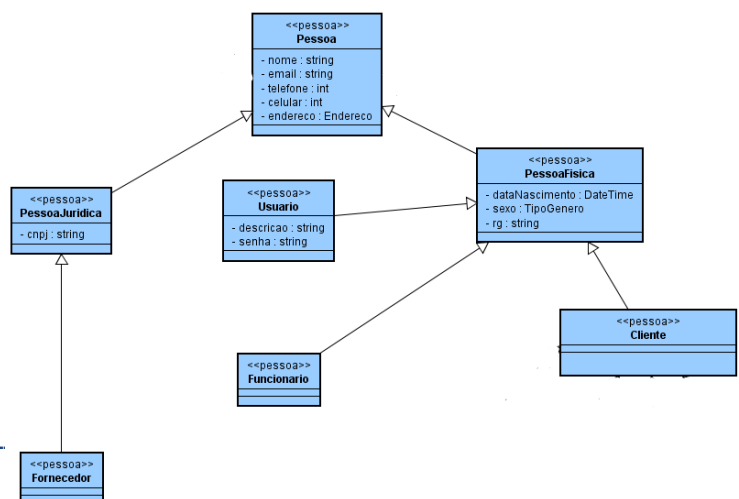 <<pessoa>>
Pessoa
- nome : string
- email : string
- telefone : int
- celular : int
- endereco : Endereco
<<pessoa>>
PessoaFisica
- dataNascimento : DateTime
- sexo : TipoGenero
- rg : string
<<pessoa>>
PessoaJuridica
- cnpj : string
<<pessoa>>
Usuario
- descricao : string
- senha : string
<<pessoa>>
Cliente
<<pessoa>>
Funcionario
<<pessoa>>
Fornecedor